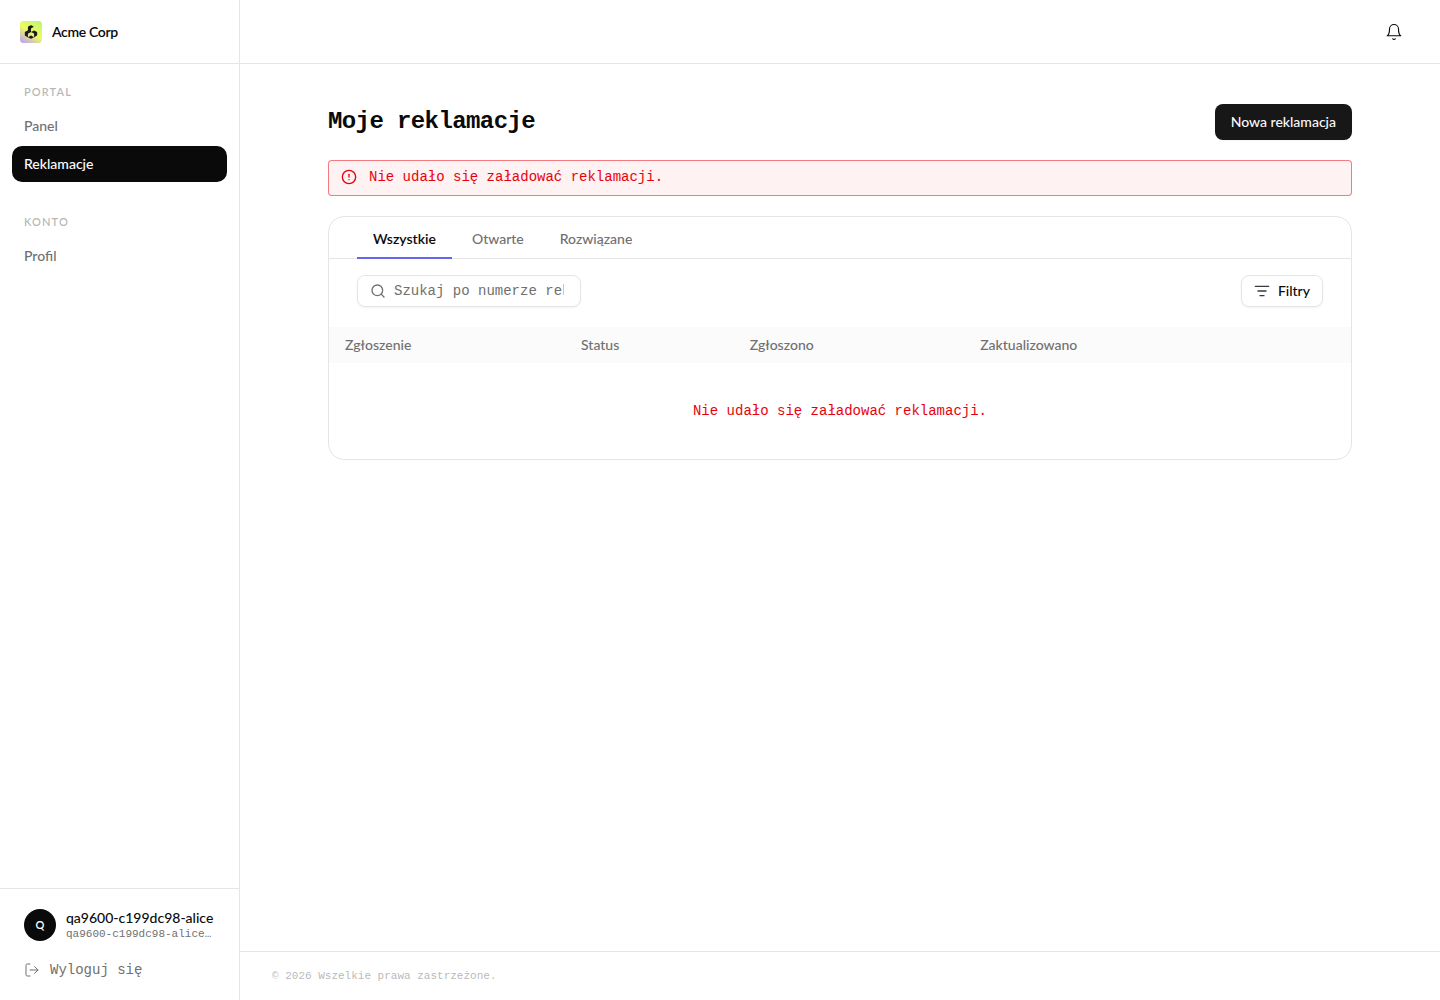 Acme Corp
PORTAL
Panel
Reklamacje
KONTO
Profil
qa9600-c199dc98-alice
qa9600-c199dc98-alice…
Wyloguj się
Moje reklamacje
Nowa reklamacja
Nie udało się załadować reklamacji.
Wszystkie Otwarte Rozwiązane
Szukaj po numerze rel
Filtry
Zgłoszenie Status Zgłoszono Zaktualizowano
Nie udało się załadować reklamacji.
© 2026 Wszelkie prawa zastrzeżone.
Q